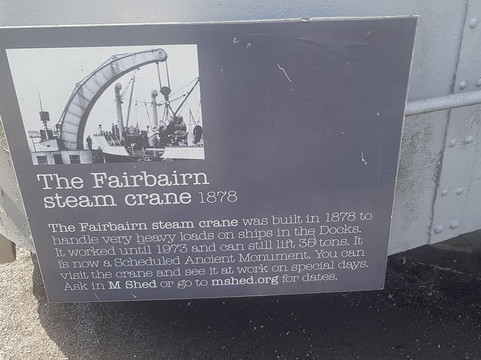 The Fairbairn
steam crane 1878
The Fairbairn steam crane was built in 1878 to
handle very heavy loads on ships in the Docks.
It worked until 1973 and can still lift 35 tons. It
is now a Scheduled Ancient Monument. You can
visit the crane and see it at work on special days.
Ask in M Shed or go to mshed.org for dates.